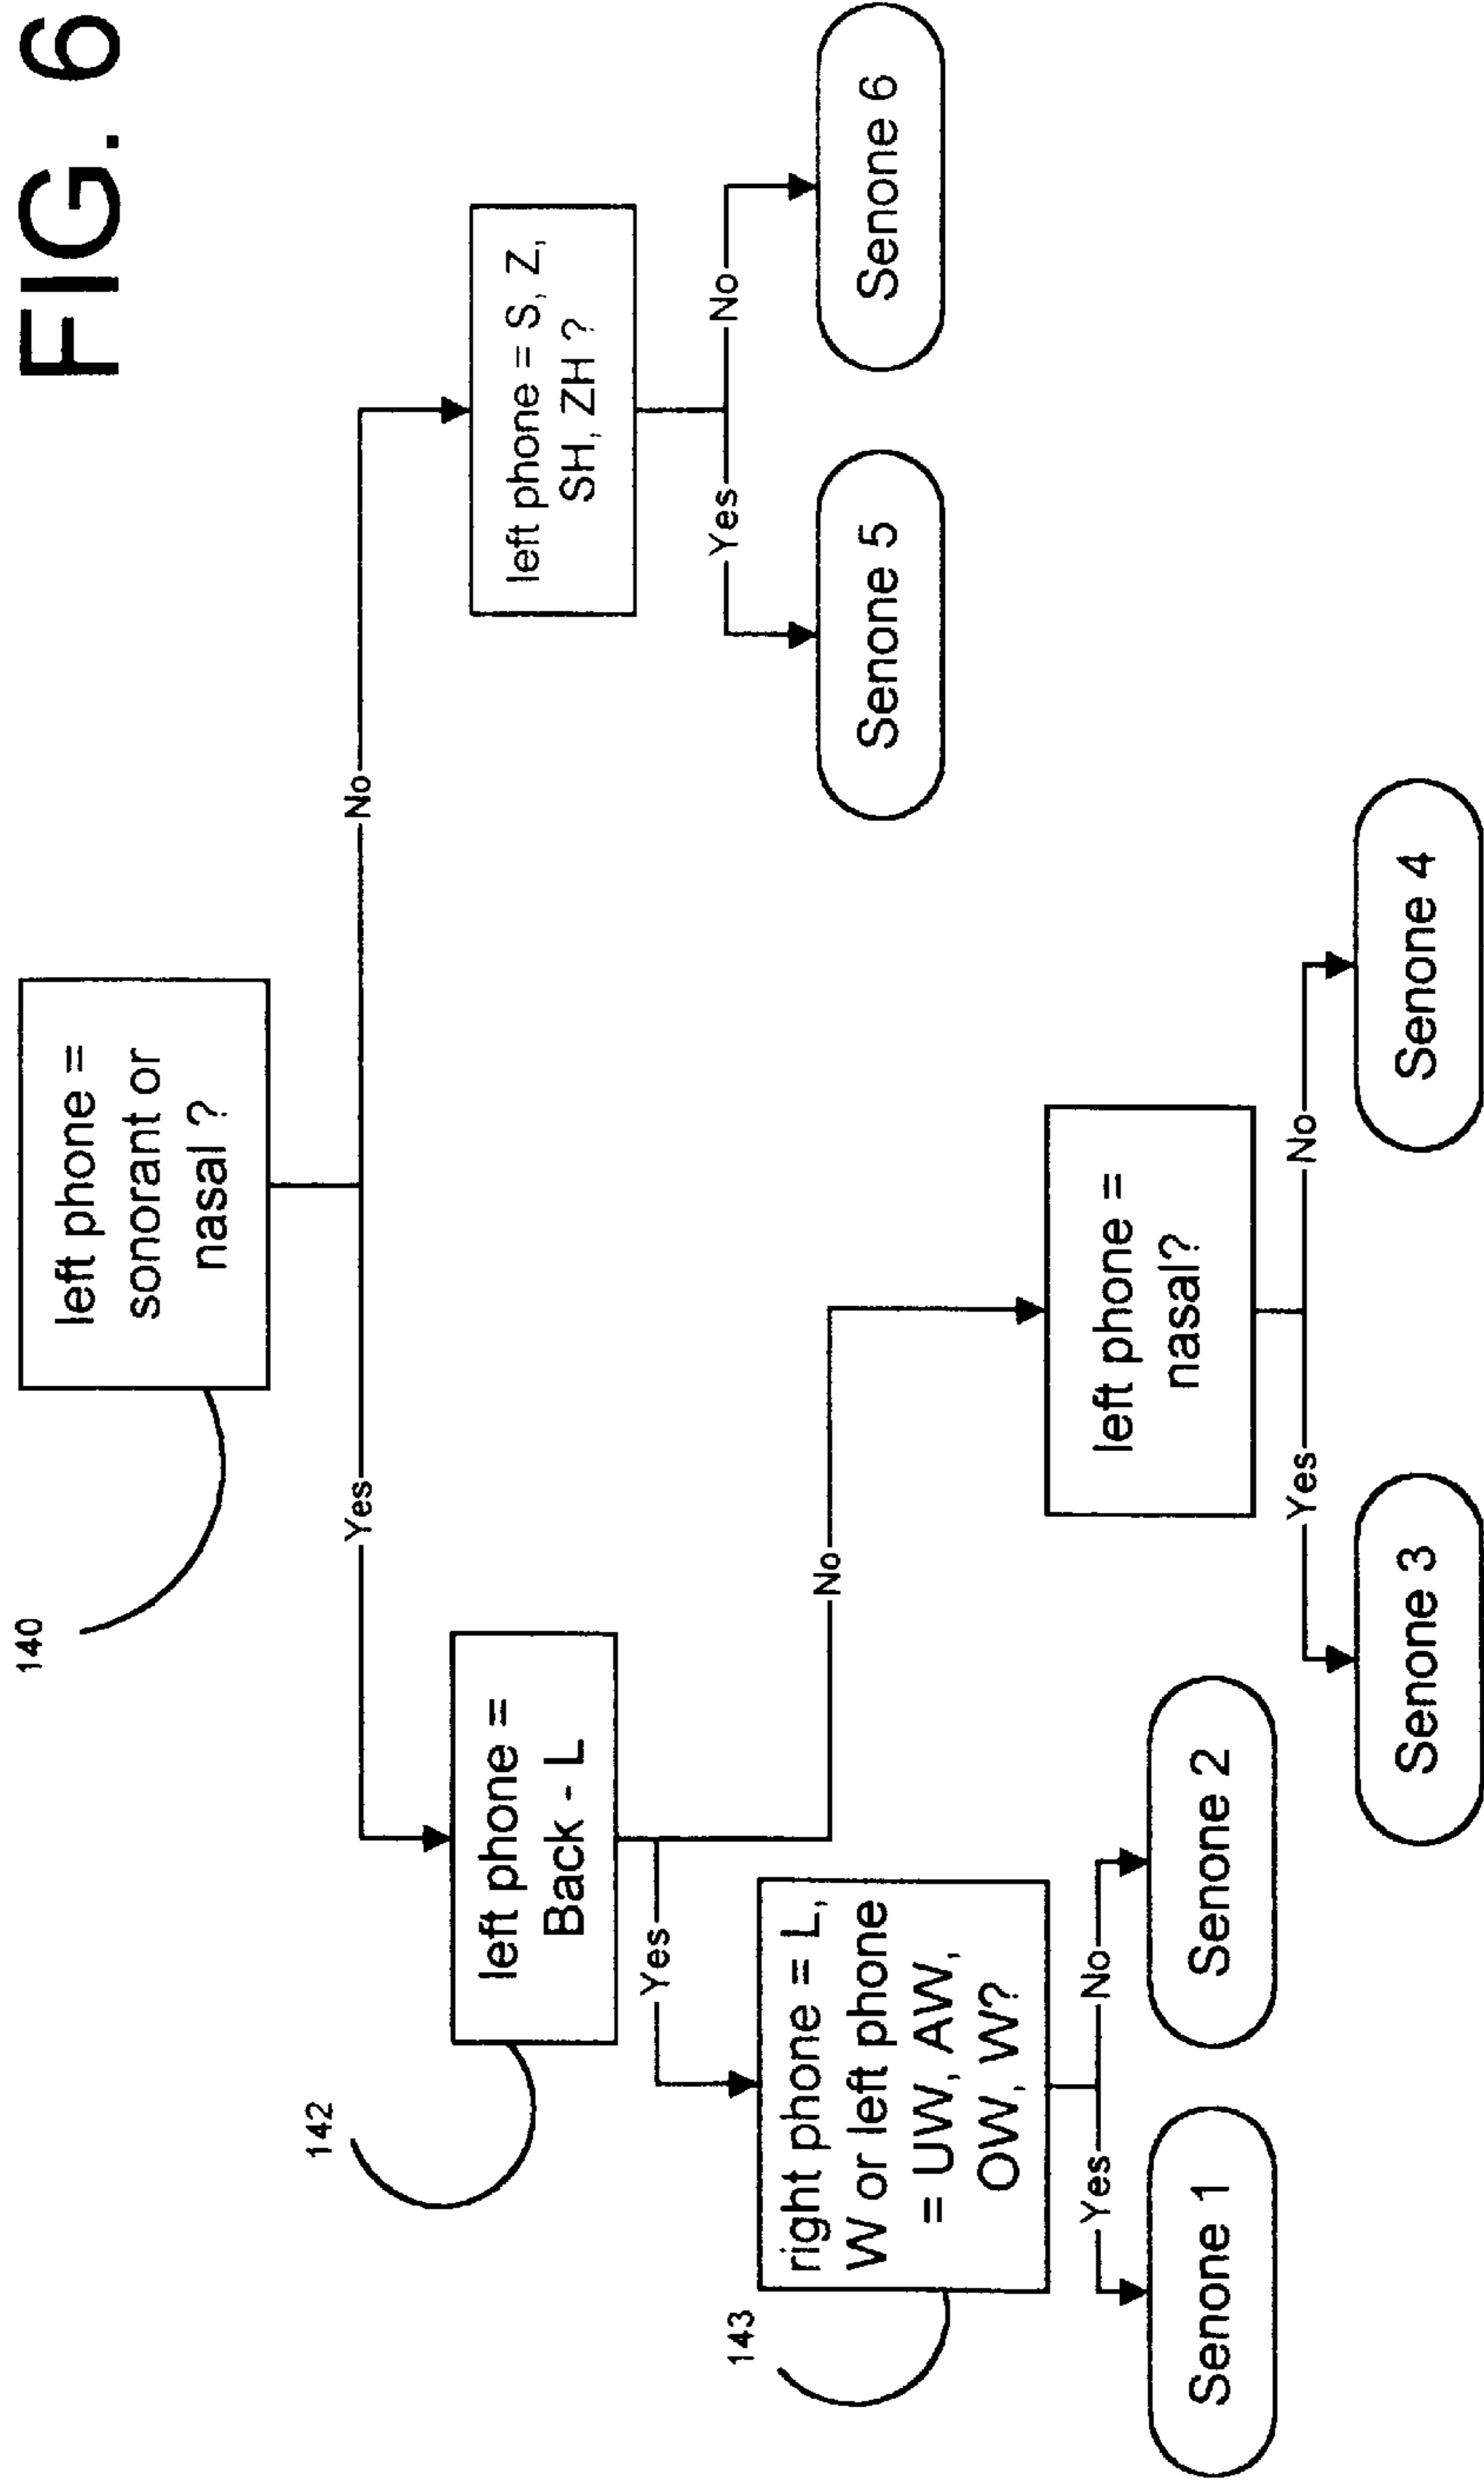 FIG. 6
140
left phone =
sonorant or
nasal ?
Yes
No
142
left phone =
Back - L
left phone = S, Z,
SH, ZH ?
Yes
No
Yes
No
143
right phone = L,
W or left phone
= UW, AW,
OW, W?
Senone 5
Senone 6
left phone =
nasal?
Yes
No
Yes
No
Senone 1
Senone 2
Senone 3
Senone 4